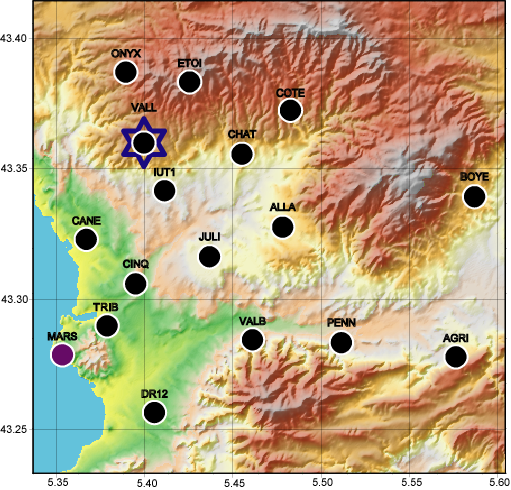 43.40
ONYX
ETOI
COTE
VALL
CHAT
43.35
IUT1
BOYE
ALLA
CANE
JULI
CINQ
43.30
TRIB
MARS
VALB
PENN
AGRI
DR12
43.25
5.35 5.40 5.45 5.50 5.55 5.60